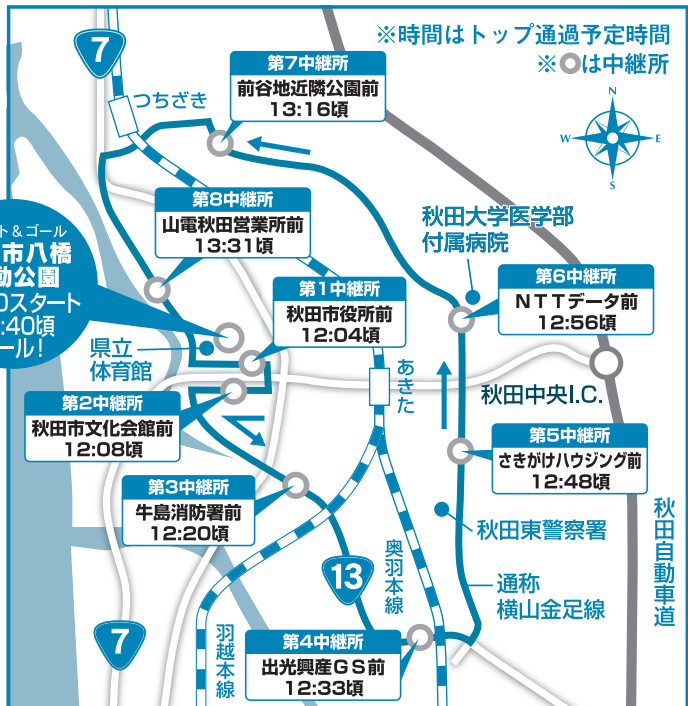 ※時間はトップ通過予定時間
※◎は中継所
7
つちざき
第7中継所
前谷地近隣公園前
13:16頃
N
W
E
S
第8中継所
山電秋田営業所前
13:31頃
秋田大学医学部
付属病院
ト＆ゴール
市八橋
動公園
0スタート
:40頃
ール!
第1中継所
秋田市役所前
12:04頃
第6中継所
NTTデータ前
12:56頃
県立
体育館
あきた
秋田中央I.C.
第2中継所
秋田市文化会館前
12:08頃
第5中継所
さきがけハウジング前
12:48頃
第3中継所
牛島消防署前
12:20頃
秋田東警察署
秋田自動車道
13
奥羽本線
通称
横山金足線
7
羽越本線
第4中継所
出光興産GS前
12:33頃